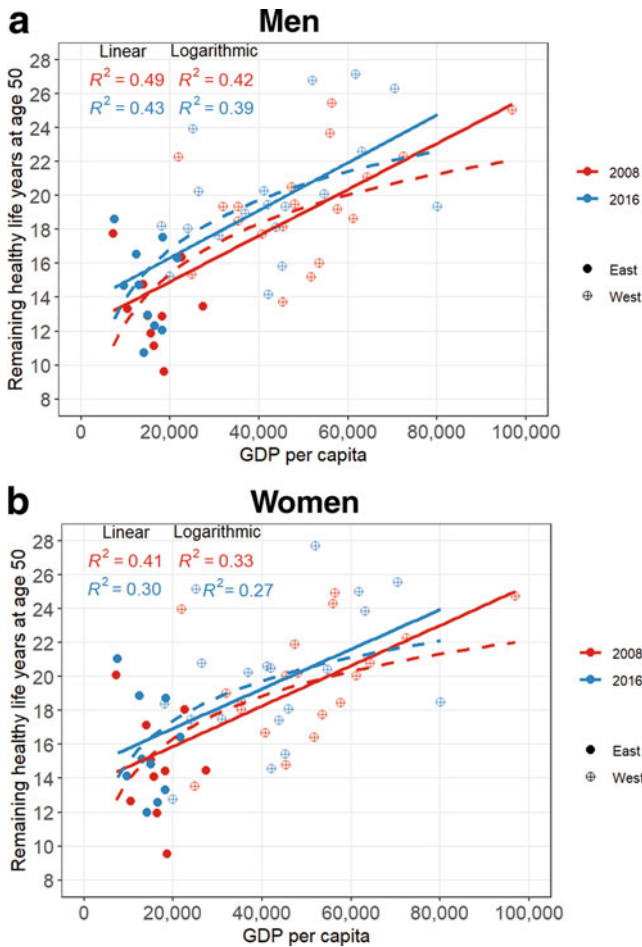 a Men
Linear Logarithmic
R² = 0.49 R² = 0.42
R² = 0.43 R² = 0.39
Remaining healthy life years at age 50
28
26
24
22
20
18
16
14
12
10
8
0 20,000 40,000 60,000 80,000 100,000
GDP per capita
2008
2016
East
West
b Women
Linear Logarithmic
R² = 0.41 R² = 0.33
R² = 0.30 R² = 0.27
Remaining healthy life years at age 50
28
26
24
22
20
18
16
14
12
10
8
0 20,000 40,000 60,000 80,000 100,000
GDP per capita
2008
2016
East
West